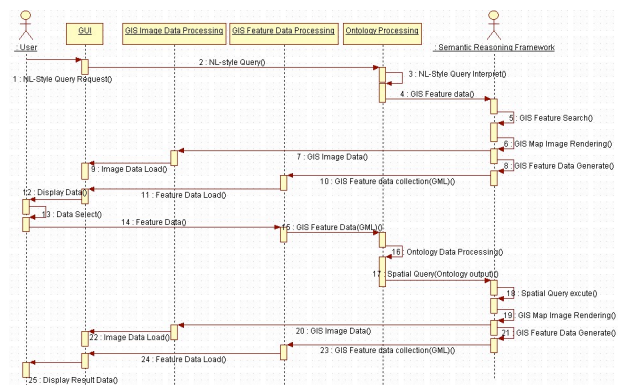 GUI
GIS Image Data Processing
GIS Feature Data Processing
Ontology Processing
: User
: Semantic Reasoning Framework
1 : NL-Style Query Request()
2 : NL-style Query()
3 : NL-Style Query Interpret()
4 : GIS Feature data()
5 : GIS Feature Search()
6 : GIS Map Image Rendering()
7 : GIS Image Data()
8 : GIS Feature Data Generate()
9 : Image Data Load()
10 : GIS Feature data collection(GML)()
11 : Feature Data Load()
12 : Display Data()
13 : Data Select()
14 : Feature Data()
15 : GIS Feature Data(GML)()
16 : Ontology Data Processing()
17 : Spatial Query(Ontology output)()
18 : Spatial Query excute()
19 : GIS Map Image Rendering()
20 : GIS Image Data()
21 : GIS Feature Data Generate()
22 : Image Data Load()
23 : GIS Feature data collection(GML)()
24 : Feature Data Load()
25 : Display Result Data()